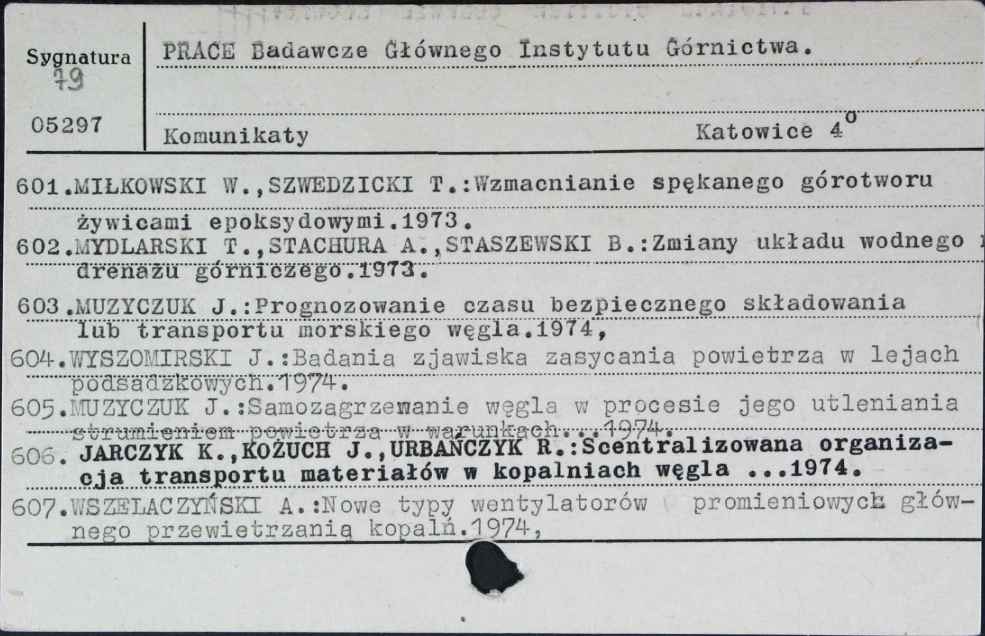 PRACE Badawcze Głównego Instytutu Górnictwa.
Sygnatura
79
05297
Komunikaty Katowice 4°
601.MIŁKOWSKI W.,SZWEDZICKI T.:Wzmacnianie spękanego górotworu
żywicami epoksydowymi.1973.
602.MYDLARSKI T.,STACHURA A.,STASZEWSKI B.:Zmiany układu wodnego
drenażu górniczego.1973.
603.MUZYCZUK J.:Prognozowanie czasu bezpiecznego składowania
lub transportu morskiego węgla.1974,
604.WYSZOMIRSKI J.:Badania zjawiska zasycania powietrza w lejach
podsadzkowych.1974.
605.MUZYCZUK J.:Samozagrzewanie węgla w procesie jego utleniania
strumieniem powietrza w warunkach...1974.
606. JARCZYK K.,KOŻUCH J.,URBAŃCZYK R.:Scentralizowana organiza-
cja transportu materiałów w kopalniach węgla ...1974.
607.WSZELACZYŃSKI A.:Nowe typy wentylatorów promieniowych głów-
nego przewietrzania kopalń.1974,